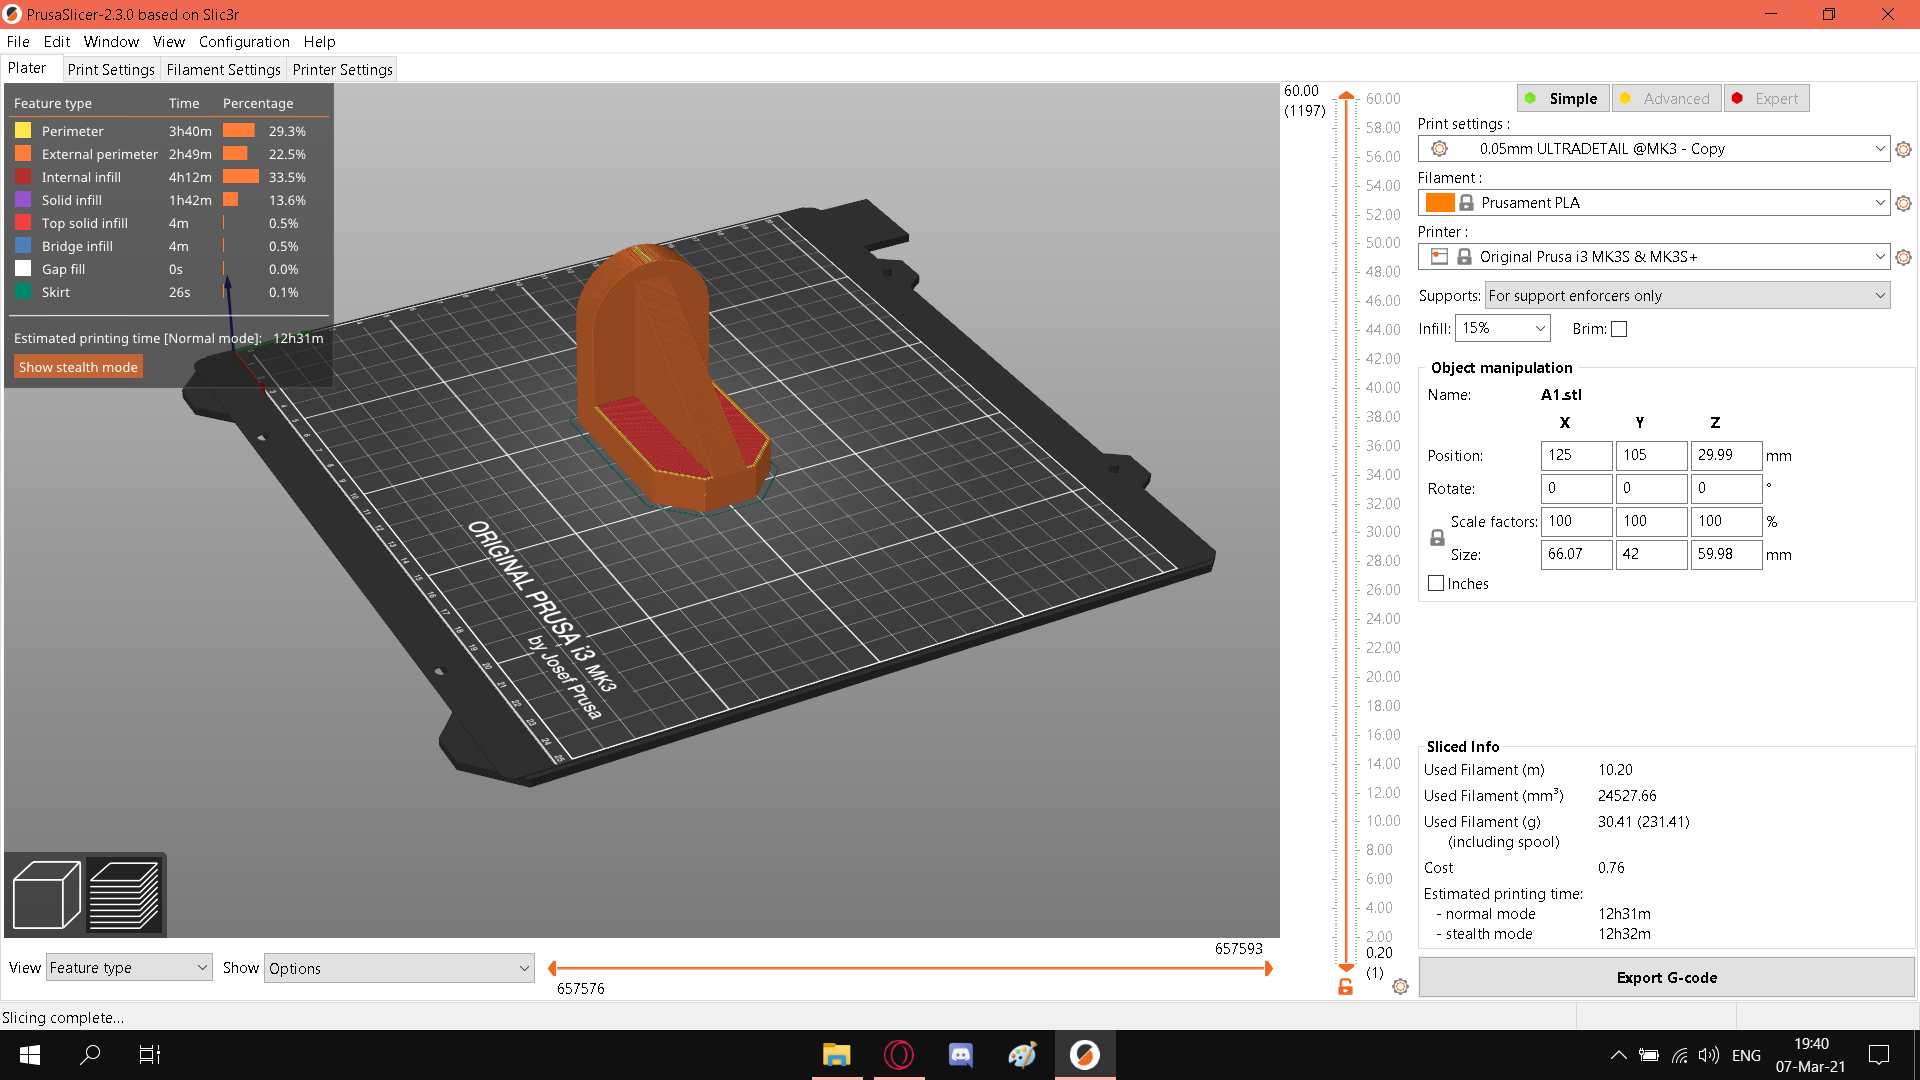 PrusaSlicer-2.3.0 based on Slic3r
File Edit Window View Configuration Help
Plater Print Settings Filament Settings Printer Settings
Feature type Time Percentage
Perimeter 3h40m 29.3%
External perimeter 2h49m 22.5%
Internal infill 4h12m 33.5%
Solid infill 1h42m 13.6%
Top solid infill 4m 0.5%
Bridge infill 4m 0.5%
Gap fill 0s 0.0%
Skirt 26s 0.1%
Estimated printing time [Normal mode]: 12h31m
Show stealth mode
ORIGINAL PRUSA i3 MK3
by Josef Prusa
View Feature type Show Options
657593
657576
60.00
(1197)
60.00
58.00
56.00
54.00
52.00
50.00
48.00
46.00
44.00
42.00
40.00
38.00
36.00
34.00
32.00
30.00
28.00
26.00
24.00
22.00
20.00
18.00
16.00
14.00
12.00
10.00
8.00
6.00
4.00
2.00
0.20
(1)
Simple Advanced Expert
Print settings :
0.05mm ULTRADETAIL @MK3 - Copy
Filament :
Prusament PLA
Printer :
Original Prusa i3 MK3S & MK3S+
Supports: For support enforcers only
Infill: 15% Brim:
Object manipulation
Name: A1.stl
X Y Z
Position: 125 105 29.99 mm
Rotate: 0 0 0 °
Scale factors: 100 100 100 %
Size: 66.07 42 59.98 mm
Inches
Sliced Info
Used Filament (m) 10.20
Used Filament (mm³) 24527.66
Used Filament (g) 30.41 (231.41)
(including spool)
Cost 0.76
Estimated printing time:
- normal mode 12h31m
- stealth mode 12h32m
Export G-code
Slicing complete...
ENG
19:40
07-Mar-21